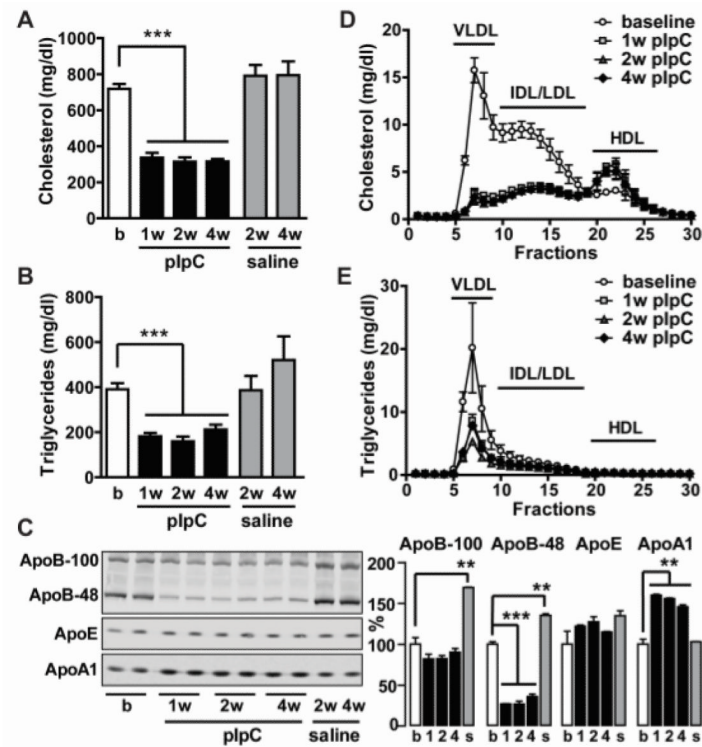 A
Cholesterol (mg/dl)
1000
800
600
400
200
0
***
b 1w 2w 4w 2w 4w
pIpC saline
D
Cholesterol (mg/dl)
20
15
10
5
0
VLDL
IDL/LDL
HDL
baseline
1w pIpC
2w pIpC
4w pIpC
0 5 10 15 20 25 30
Fractions
B
Triglycerides (mg/dl)
800
600
400
200
0
***
b 1w 2w 4w 2w 4w
pIpC saline
E
Triglycerides (mg/dl)
30
20
10
0
VLDL
IDL/LDL
HDL
baseline
1w pIpC
2w pIpC
4w pIpC
0 5 10 15 20 25 30
Fractions
C
ApoB-100
ApoB-48
ApoE
ApoA1
b 1w 2w 4w 2w 4w
pIpC saline
ApoB-100 ApoB-48 ApoE ApoA1
%
200
150
100
50
0
**
**
***
**
b 1 2 4 s b 1 2 4 s b 1 2 4 s b 1 2 4 s